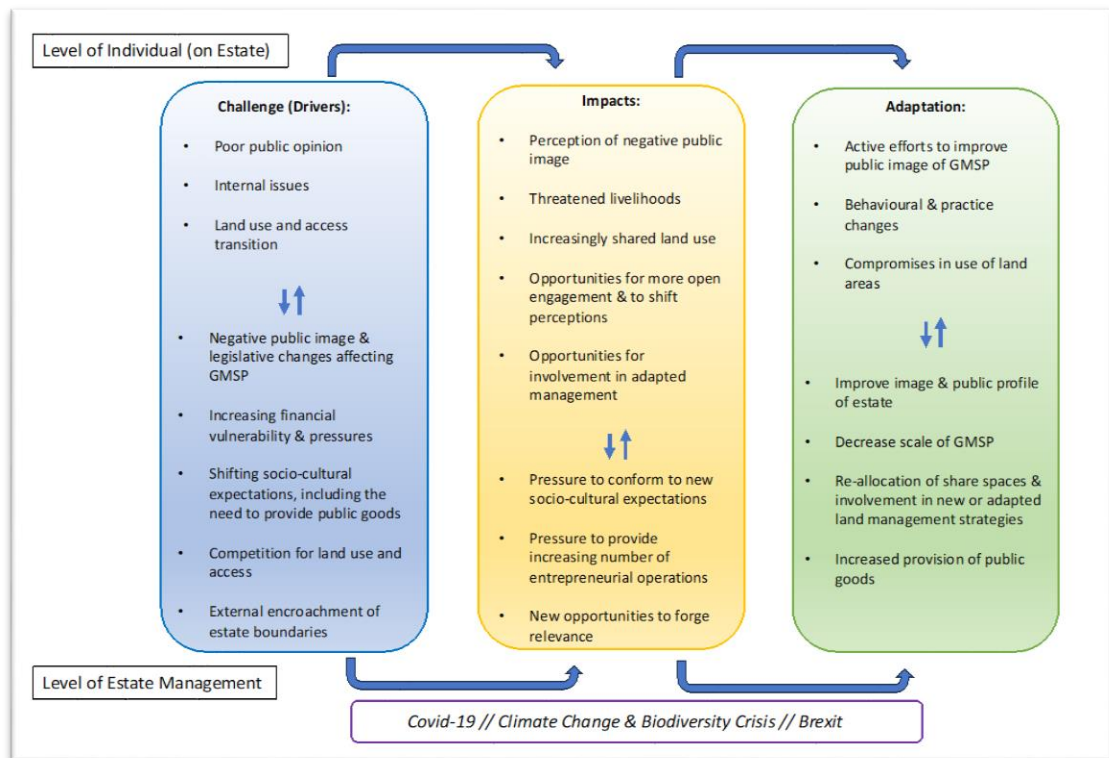 Level of Individual (on Estate)
Challenge (Drivers):
• Poor public opinion
• Internal issues
• Land use and access
transition
• Negative public image &
legislative changes affecting
GMSP
• Increasing financial
vulnerability & pressures
• Shifting socio-cultural
expectations, including the
need to provide public goods
• Competition for land use and
access
• External encroachment of
estate boundaries
Impacts:
• Perception of negative public
image
• Threatened livelihoods
• Increasingly shared land use
• Opportunities for more open
engagement & to shift
perceptions
• Opportunities for
involvement in adapted
management
• Pressure to conform to new
socio-cultural expectations
• Pressure to provide
increasing number of
entrepreneurial operations
• New opportunities to forge
relevance
Adaptation:
• Active efforts to improve
public image of GMSP
• Behavioural & practice
changes
• Compromises in use of land
areas
• Improve image & public profile
of estate
• Decrease scale of GMSP
• Re-allocation of share spaces &
involvement in new or adapted
land management strategies
• Increased provision of public
goods
Level of Estate Management
Covid-19 // Climate Change & Biodiversity Crisis // Brexit